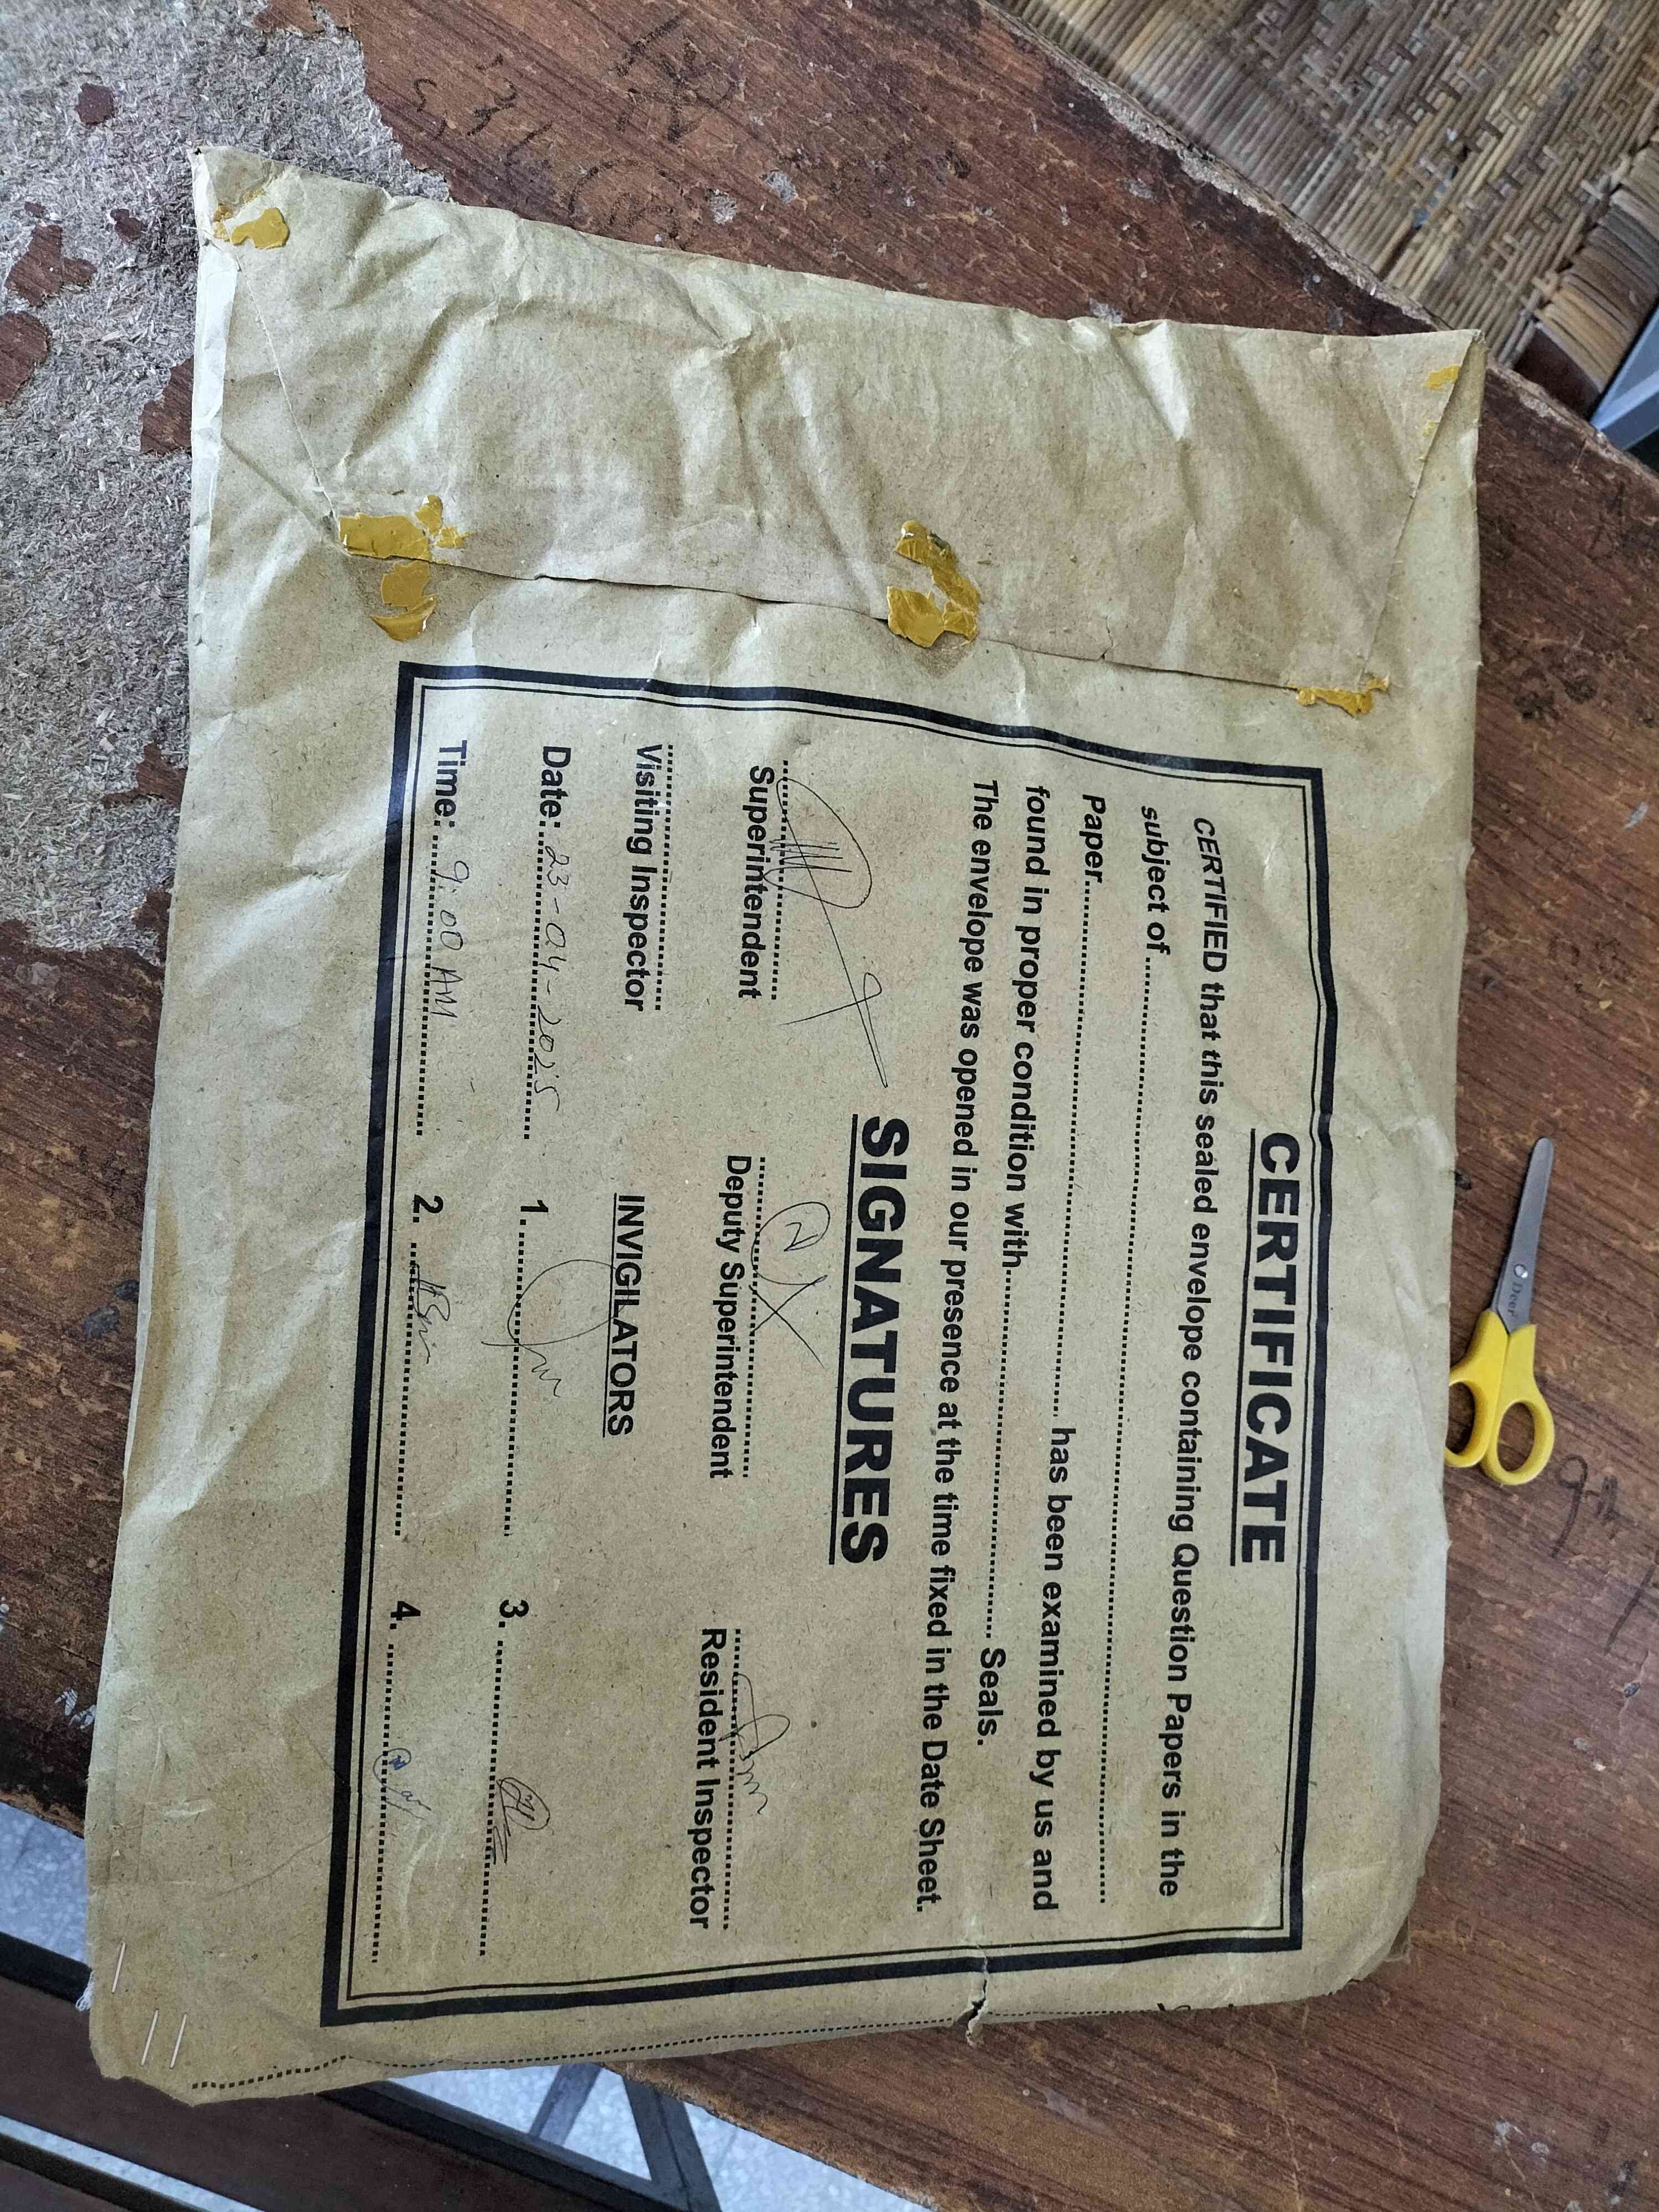 CERTIFICATE
CERTIFIED that this sealed envelope containing Question Papers in the
subject of
Paper has been examined by us and
found in proper condition with Seals.
The envelope was opened in our presence at the time fixed in the Date Sheet.
SIGNATURES
Superintendent Deputy Superintendent Resident Inspector
Visiting Inspector INVIGILATORS
Date: 23-04-2025 1. 3.
Time: 9:00 AM 2. 4.
Deer